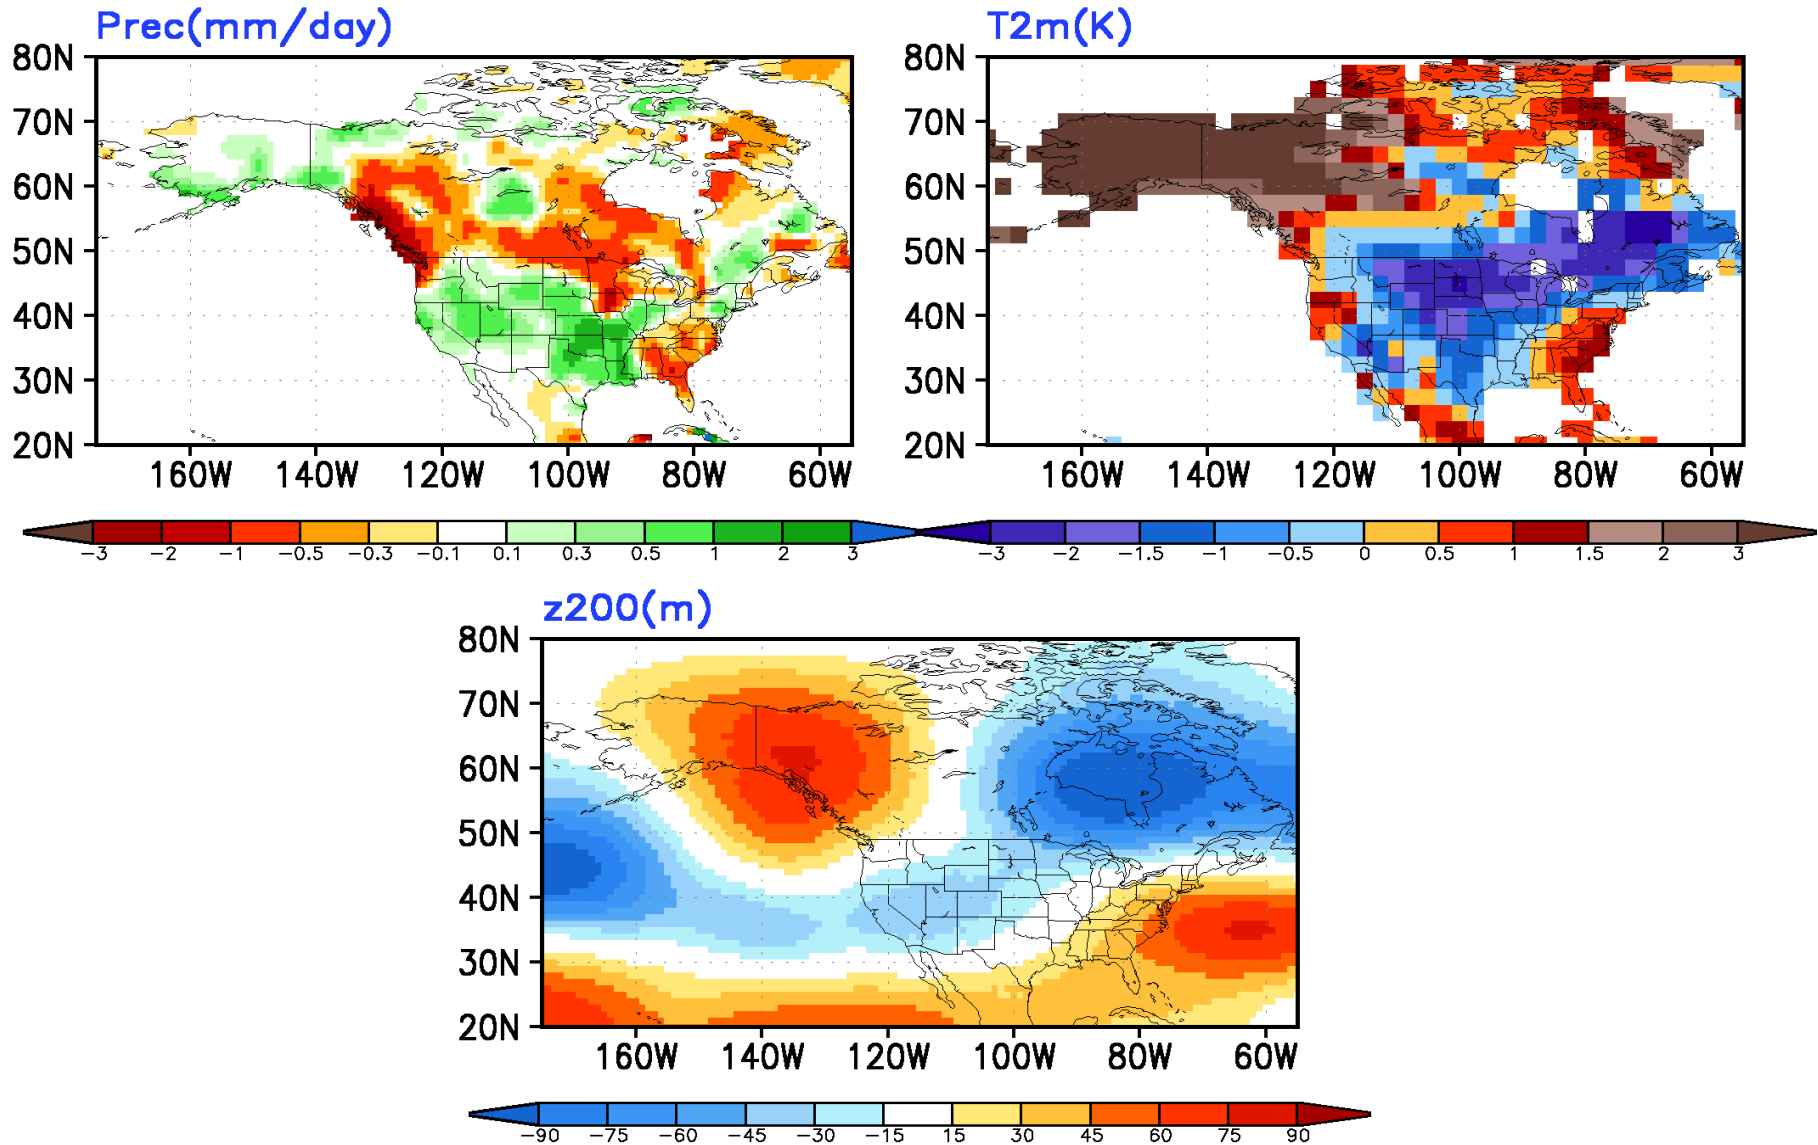 Prec(mm/day)
80N
70N
60N
50N
40N
30N
20N
160W 140W 120W 100W 80W 60W
-3 -2 -1 -0.5 -0.3 -0.1 0.1 0.3 0.5 1 2 3
T2m(K)
80N
70N
60N
50N
40N
30N
20N
160W 140W 120W 100W 80W 60W
-3 -2 -1.5 -1 -0.5 0 0.5 1 1.5 2 3
z200(m)
80N
70N
60N
50N
40N
30N
20N
160W 140W 120W 100W 80W 60W
-90 -75 -60 -45 -30 -15 15 30 45 60 75 90